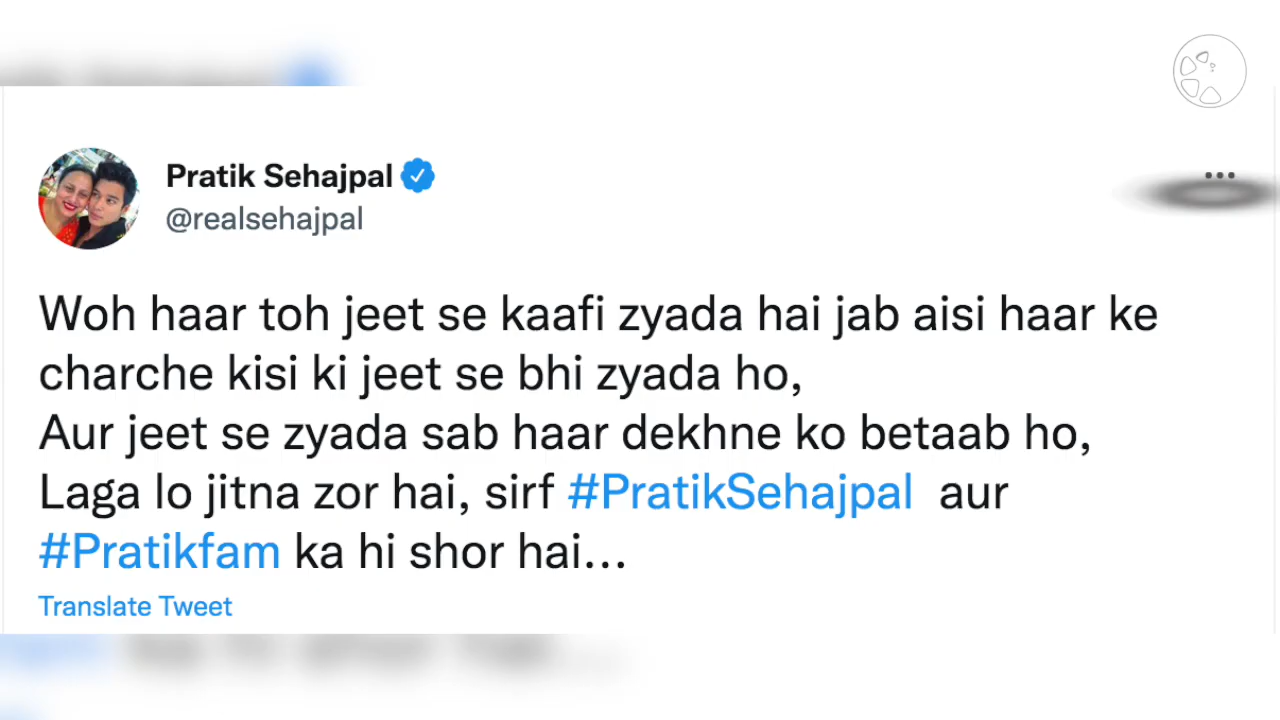 Pratik Sehajpal
@realsehajpal
Woh haar toh jeet se kaafi zyada hai jab aisi haar ke
charche kisi ki jeet se bhi zyada ho,
Aur jeet se zyada sab haar dekhne ko betaab ho,
Laga lo jitna zor hai, sirf #PratikSehajpal aur
#Pratikfam ka hi shor hai...
Translate Tweet